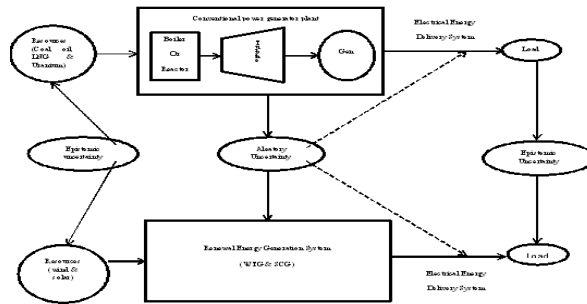 Conventional power generator plant
Resources
(Coal, oil,
LNG &
Uranium)
Boiler
Or
Reactor
Gen
Electrical Energy
Delivery System
Load
Epistemic
uncertainty
Aleatory
Uncertainty
Epistemic
Uncertainty
Resources
(wind &
solar)
Renewal Energy Generation System
(WTG & SCG)
Electrical Energy
Delivery System
Load